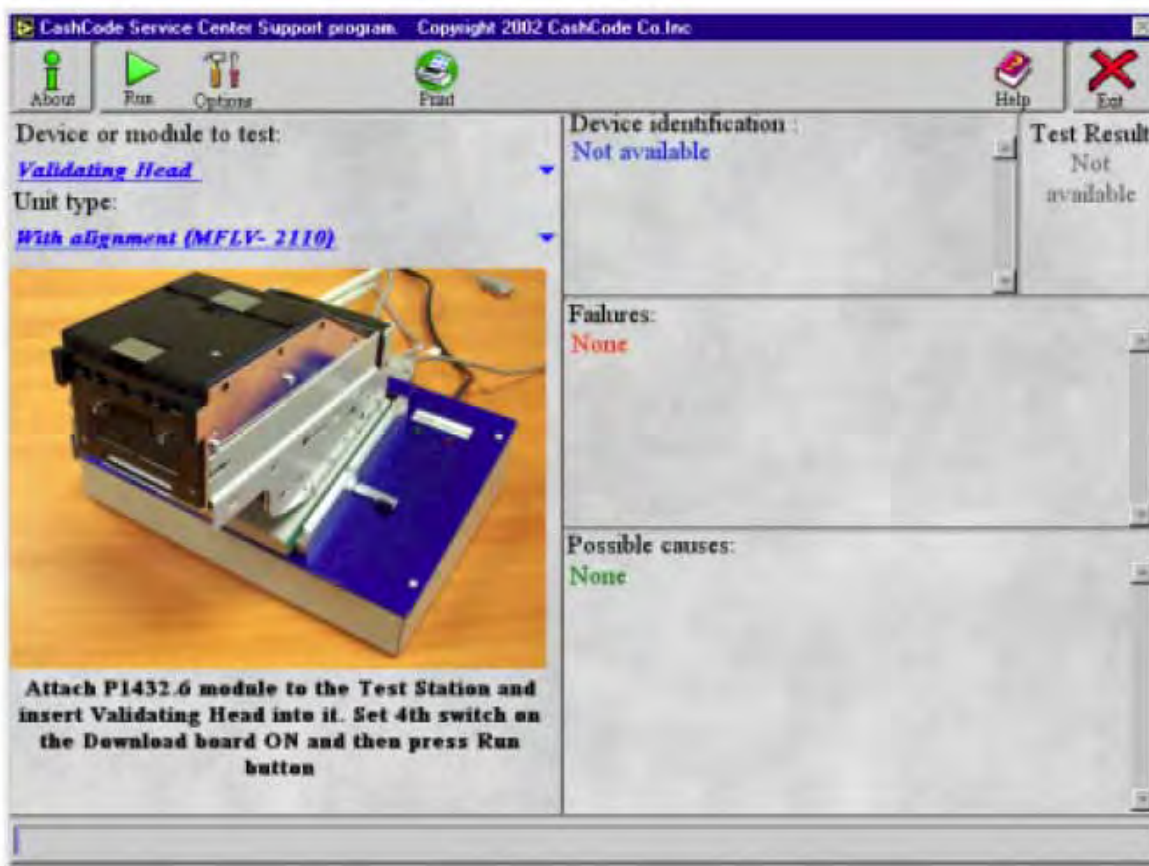 CashCode Service Center Support program. Copyright 2002 CashCode Co.Inc
About
Run
Options
Print
Help
Exit
Device or module to test:
Validating Head
Unit type:
With alignment (MFLV- 2110)
Attach P1432.6 module to the Test Station and
insert Validating Head into it. Set 4th switch on
the Download board ON and then press Run
button
Device identification :
Not available
Test Result
Not
available
Failures:
None
Possible causes:
None